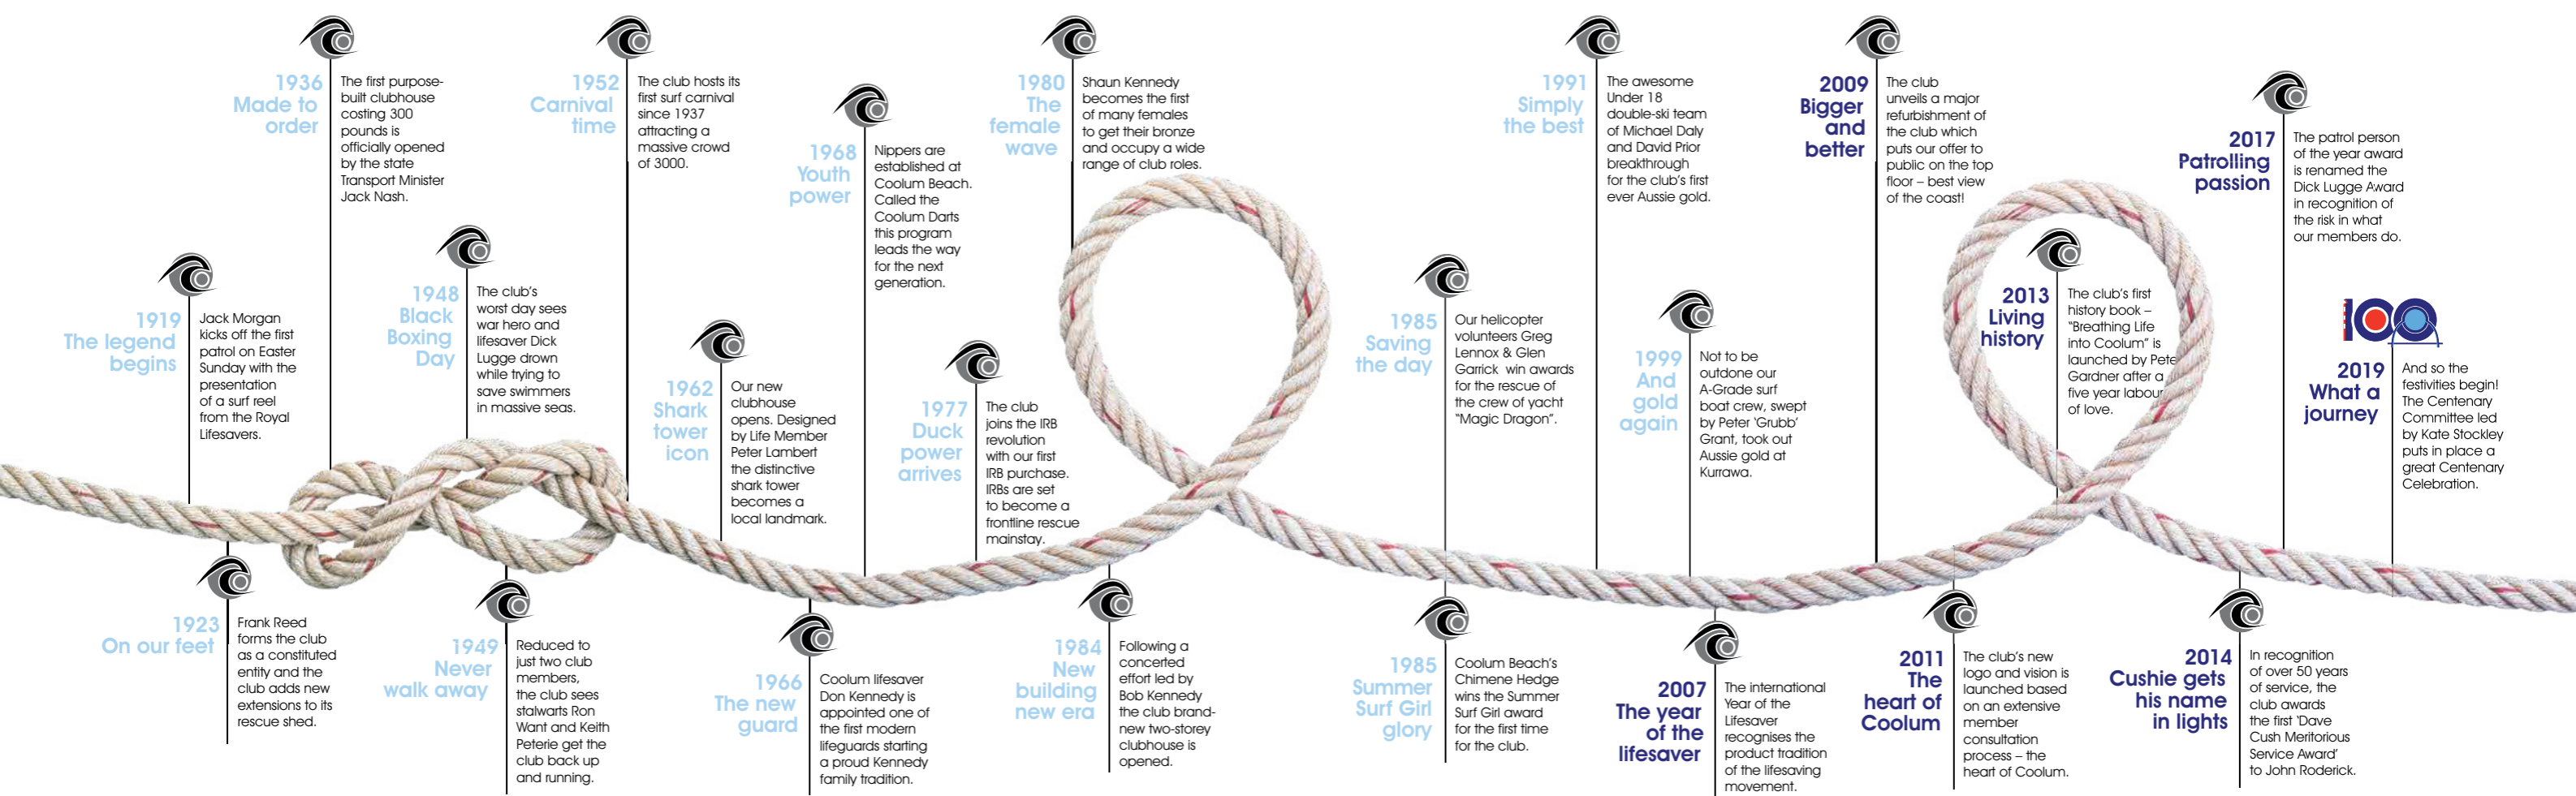 1936
Made to
order
The first purpose-
built clubhouse
costing 300
pounds is
officially opened
by the state
Transport Minister
Jack Nash.
1952
Carnival
time
The club hosts its
first surf carnival
since 1937
attracting a
massive crowd
of 3000.
1968
Youth
power
Nippers are
established at
Coolum Beach.
Called the
Coolum Darts
this program
leads the way
for the next
generation.
1980
The
female
wave
Shaun Kennedy
becomes the first
of many females
to get their bronze
and occupy a wide
range of club roles.
1991
Simply
the best
The awesome
Under 18
double-ski team
of Michael Daly
and David Prior
breakthrough
for the club's first
ever Aussie gold.
2009
Bigger
and
better
The club
unveils a major
refurbishment of
the club which
puts our offer to
public on the top
floor – best view
of the coast!
2017
Patrolling
passion
The patrol person
of the year award
is renamed the
Dick Lugge Award
in recognition of
the risk in what
our members do.
1919
The legend
begins
Jack Morgan
kicks off the first
patrol on Easter
Sunday with the
presentation
of a surf reel
from the Royal
Lifesavers.
1948
Black
Boxing
Day
The club's
worst day sees
war hero and
lifesaver Dick
Lugge drown
while trying to
save swimmers
in massive seas.
1962
Shark
tower
icon
Our new
clubhouse
opens. Designed
by Life Member
Peter Lambert
the distinctive
shark tower
becomes a
local landmark.
1977
Duck
power
arrives
The club
joins the IRB
revolution
with our first
IRB purchase.
IRBs are set
to become a
frontline rescue
mainstay.
1985
Saving
the day
Our helicopter
volunteers Greg
Lennox & Glen
Garrick win awards
for the rescue of
the crew of yacht
“Magic Dragon”.
1999
And
gold
again
Not to be
outdone our
A-Grade surf
boat crew, swept
by Peter ‘Grubb’
Grant, took out
Aussie gold at
Kurrawa.
2013
Living
history
The club's first
history book –
“Breathing Life
into Coolum” is
launched by Pete
Gardner after a
five year labour
of love.
100
2019
What a
journey
And so the
festivities begin!
The Centenary
Committee led
by Kate Stockley
puts in place a
great Centenary
Celebration.
1923
On our feet
Frank Reed
forms the club
as a constituted
entity and the
club adds new
extensions to its
rescue shed.
1949
Never
walk away
Reduced to
just two club
members,
the club sees
stalwarts Ron
Want and Keith
Peterie get the
club back up
and running.
1966
The new
guard
Coolum lifesaver
Don Kennedy is
appointed one of
the first modern
lifeguards starting
a proud Kennedy
family tradition.
1984
New
building
new era
Following a
concerted
effort led by
Bob Kennedy
the club brand-
new two-storey
clubhouse is
opened.
1985
Summer
Surf Girl
glory
Coolum Beach's
Chimene Hedge
wins the Summer
Surf Girl award
for the first time
for the club.
2007
The year
of the
lifesaver
The international
Year of the
Lifesaver
recognises the
product tradition
of the lifesaving
movement.
2011
The
heart of
Coolum
The club's new
logo and vision is
launched based
on an extensive
member
consultation
process – the
heart of Coolum.
2014
Cushie gets
his name
in lights
In recognition
of over 50 years
of service, the
club awards
the first ‘Dave
Cush Meritorious
Service Award’
to John Roderick.